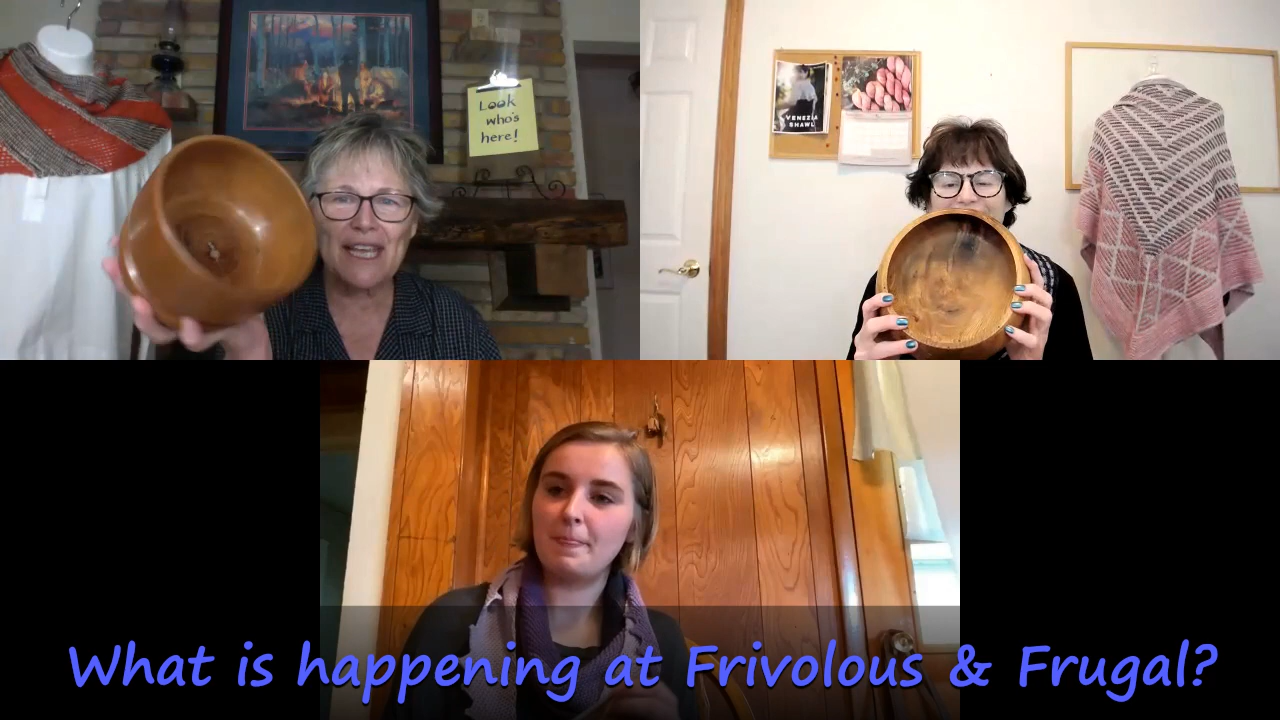 Look
who's
here!
VENEZIA
SHAWL
What is happening at Frivolous & Frugal?